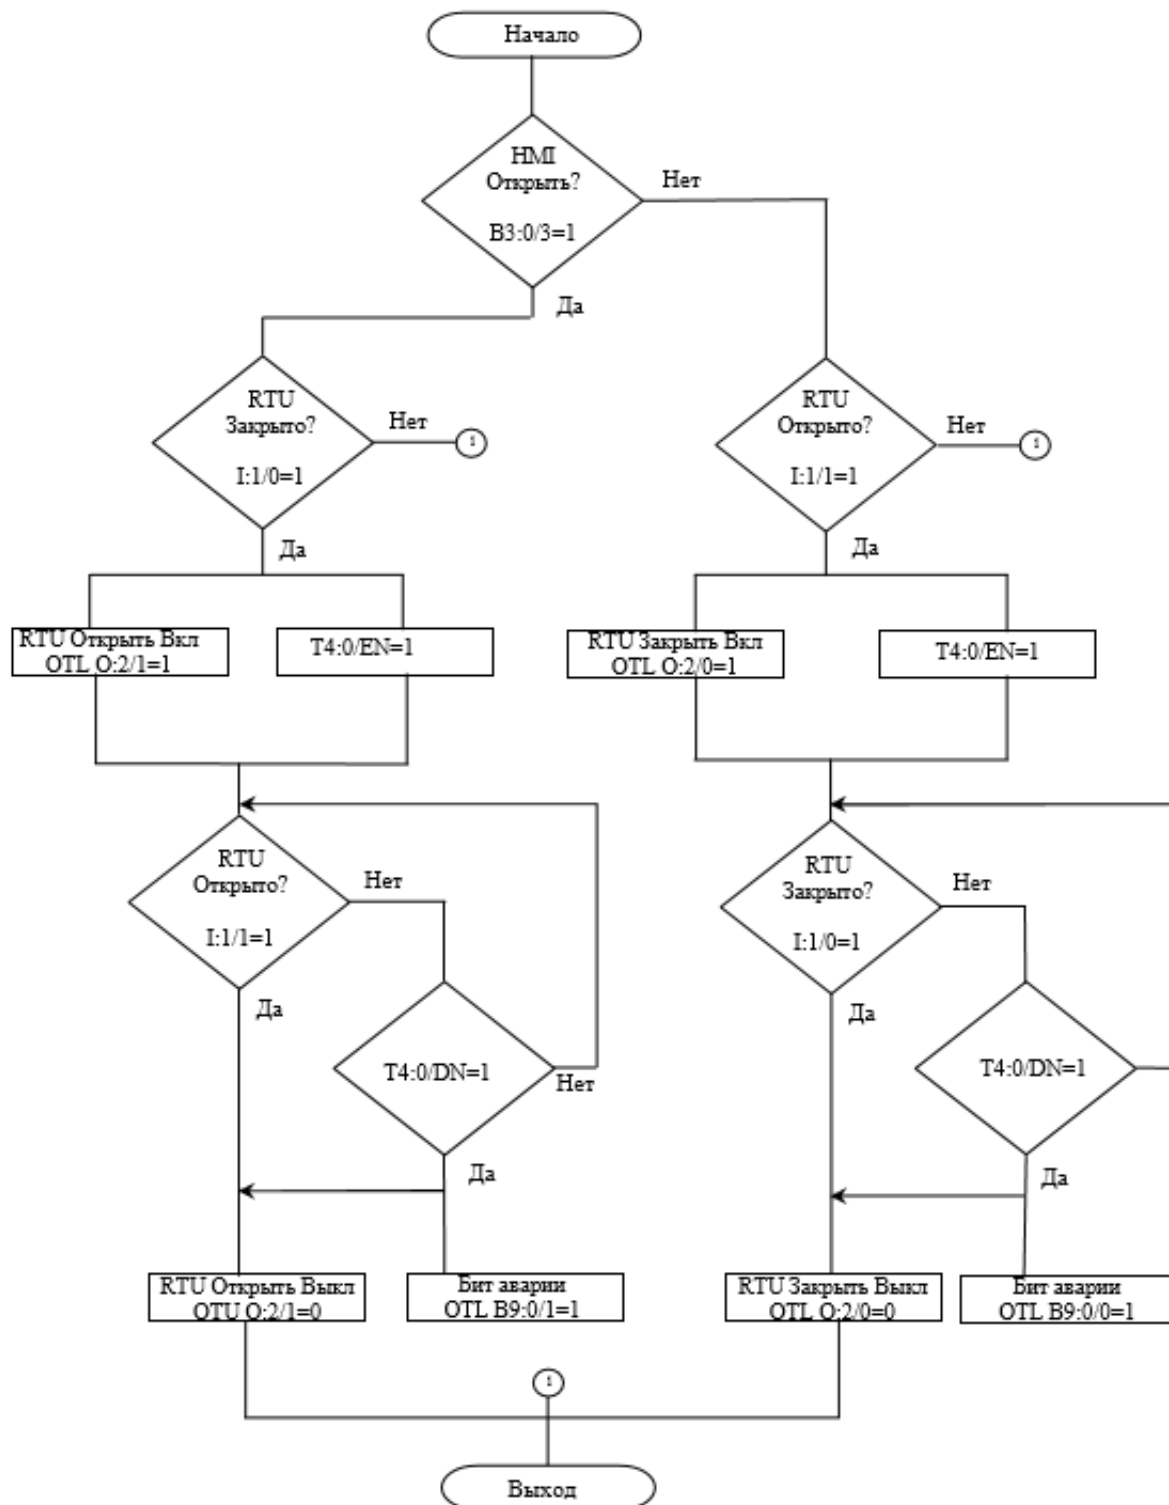 Начало
HMI
Открыть?
B3:0/3=1
Нет
Да
RTU
Закрыто?
I:1/0=1
Нет
1
Да
RTU
Открыто?
I:1/1=1
Нет
1
Да
RTU Открыть Вкл
OTL O:2/1=1
T4:0/EN=1
RTU Закрыть Вкл
OTL O:2/0=1
T4:0/EN=1
RTU
Открыто?
I:1/1=1
Нет
Да
T4:0/DN=1
Нет
Да
RTU
Закрыто?
I:1/0=1
Нет
Да
T4:0/DN=1
Да
RTU Открыть Выкл
OTU O:2/1=0
Бит аварии
OTL B9:0/1=1
RTU Закрыть Выкл
OTL O:2/0=0
Бит аварии
OTL B9:0/0=1
1
Выход